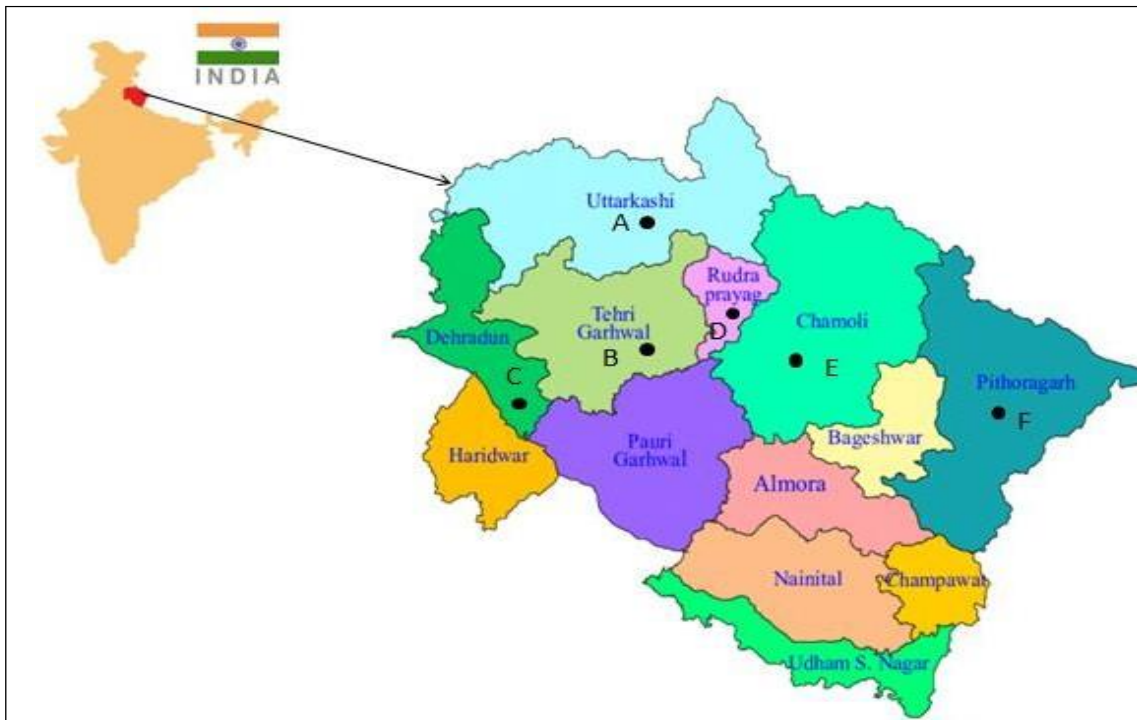 INDIA
Uttarkashi
A
Rudra
prayag
D
Tehri
Garhwal
B
Chamoli
E
Dehradun
C
Pithoragarh
F
Haridwar
Pauri
Garhwal
Bageshwar
Almora
Nainital
Champawat
Udham S. Nagar